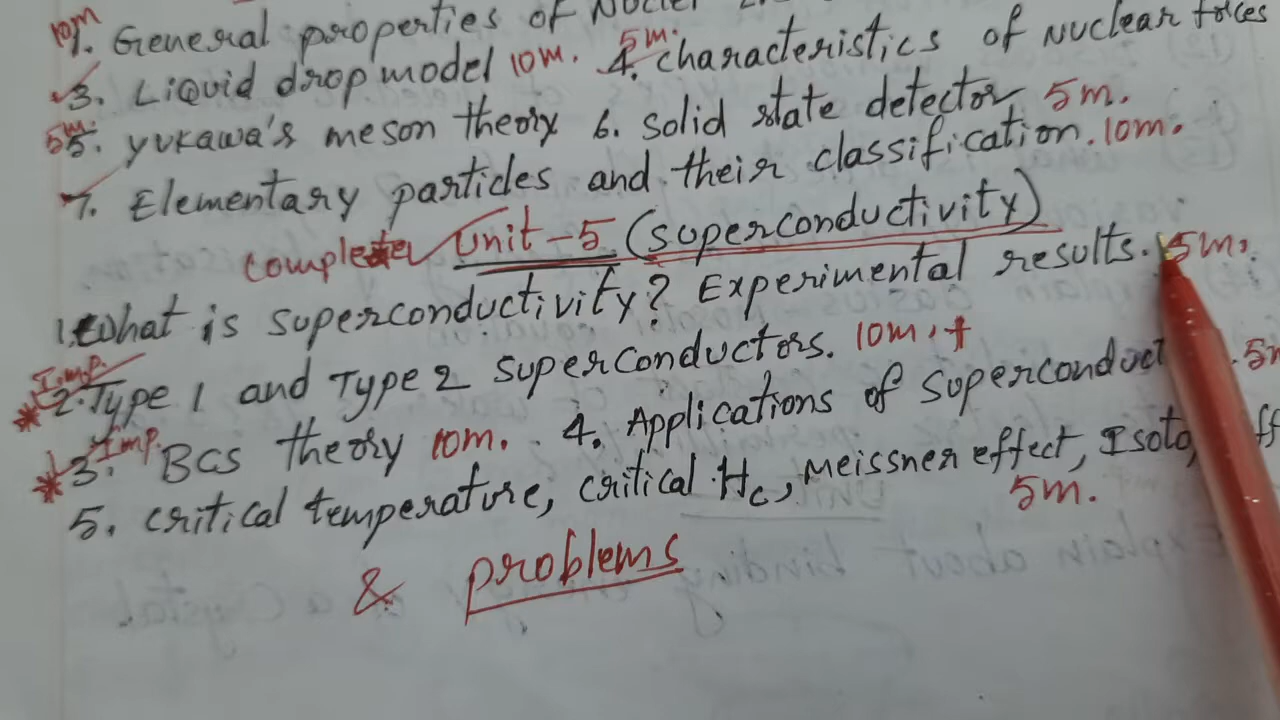 10m 1. General properties of Nuclei
✓3. Liquid drop model 10m. 5m. 4. characteristics of Nuclear forces
5m. 5. yukawa's meson theory 6. solid state detector 5m.
7. Elementary particles and their classification. 10m.
complete Unit-5 (superconductivity)
1. What is superconductivity? Experimental results. 5m.
Imp. *2. Type 1 and Type 2 superconductors. 10m. +
*3. Imp. BCS theory 10m. 4. Applications of superconduct 5m
5. critical temperature, critical Hc, Meissner effect, Isoto
5m.
& problems